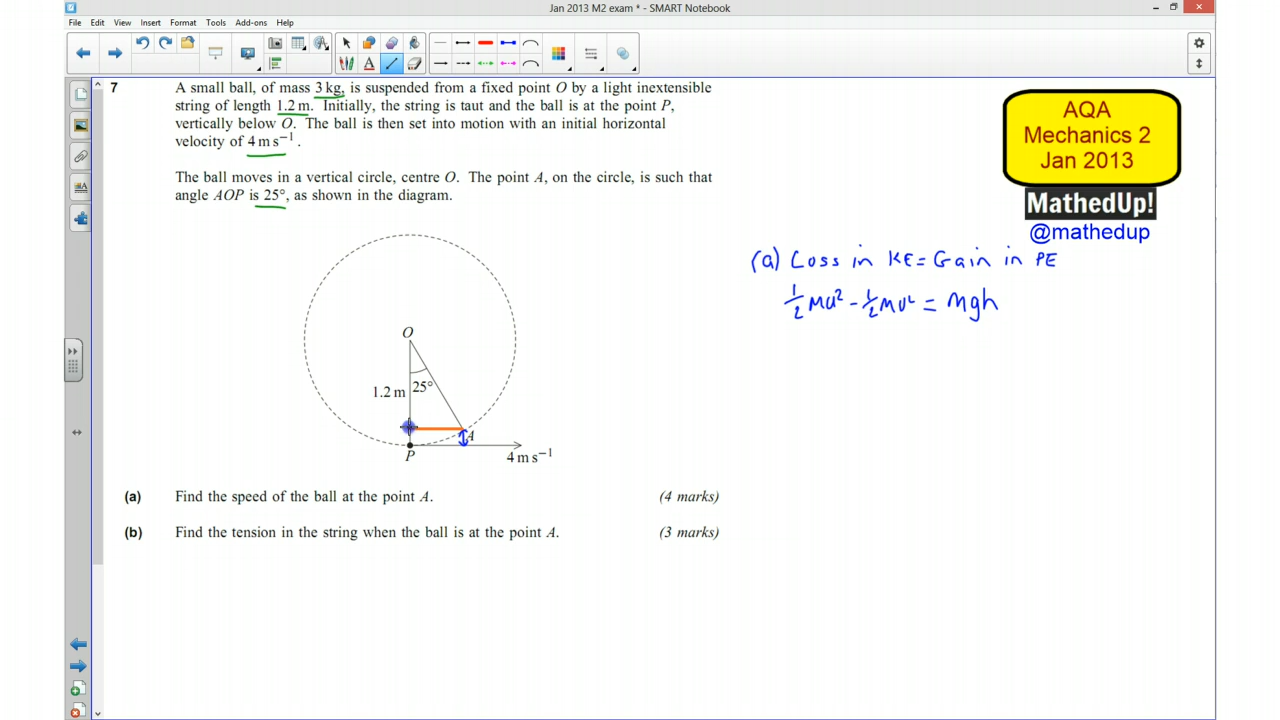 Jan 2013 M2 exam * - SMART Notebook
File Edit View Insert Format Tools Add-ons Help
7 A small ball, of mass 3 kg, is suspended from a fixed point O by a light inextensible
string of length 1.2 m. Initially, the string is taut and the ball is at the point P,
vertically below O. The ball is then set into motion with an initial horizontal
velocity of 4 m s⁻¹.
The ball moves in a vertical circle, centre O. The point A, on the circle, is such that
angle AOP is 25°, as shown in the diagram.
O
1.2 m 25°
A
P
4 m s⁻¹
(a) Find the speed of the ball at the point A. (4 marks)
(b) Find the tension in the string when the ball is at the point A. (3 marks)
AQA
Mechanics 2
Jan 2013
MathedUp!
@mathedup
(a) Loss in KE = Gain in PE
½mu² - ½mv² = mgh